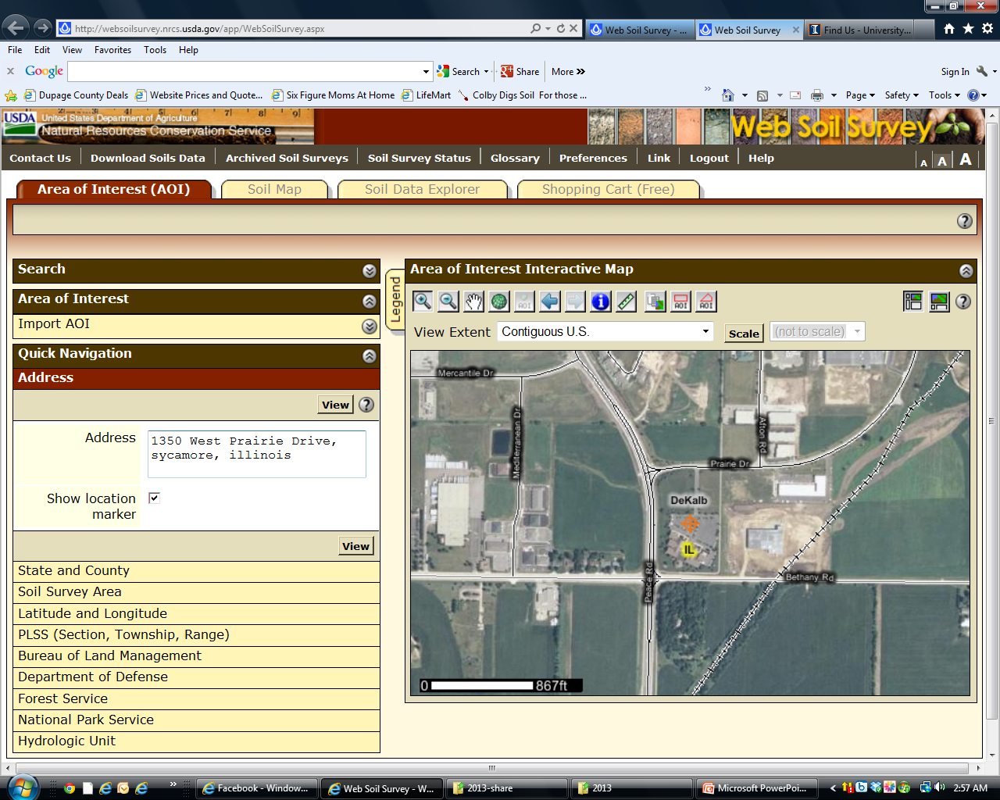 http://websoilsurvey.nrcs.usda.gov/app/WebSoilSurvey.aspx
Web Soil Survey - ...
Web Soil Survey
Find Us - University...
File Edit View Favorites Tools Help
x Google Search Share More » Sign In
Dupage County Deals Website Prices and Quote... Six Figure Moms At Home LifeMart Colby Digs Soil For those ... » Page Safety Tools
USDA United States Department of Agriculture
Natural Resources Conservation Service
Web Soil Survey
Contact Us Download Soils Data Archived Soil Surveys Soil Survey Status Glossary Preferences Link Logout Help A A A
Area of Interest (AOI) Soil Map Soil Data Explorer Shopping Cart (Free)
?
Search
Area of Interest
Import AOI
Quick Navigation
Address
View ?
Address
1350 West Prairie Drive,
sycamore, illinois
Show location
marker
View
State and County
Soil Survey Area
Latitude and Longitude
PLSS (Section, Township, Range)
Bureau of Land Management
Department of Defense
Forest Service
National Park Service
Hydrologic Unit
Legend
Area of Interest Interactive Map
AOI AOI AOI ?
View Extent Contiguous U.S. Scale (not to scale)
Mercantile Dr
Mediterranean Dr
Afton Rd
Prairie Dr
DeKalb
IL
Peace Rd
Bethany Rd
0 867ft
Facebook - Window... Web Soil Survey - W... 2013-share 2013 Microsoft PowerPoi... 2:57 AM